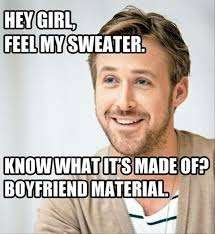 HEY GIRL,
FEEL MY SWEATER.
KNOW WHAT IT'S MADE OF?
BOYFRIEND MATERIAL.